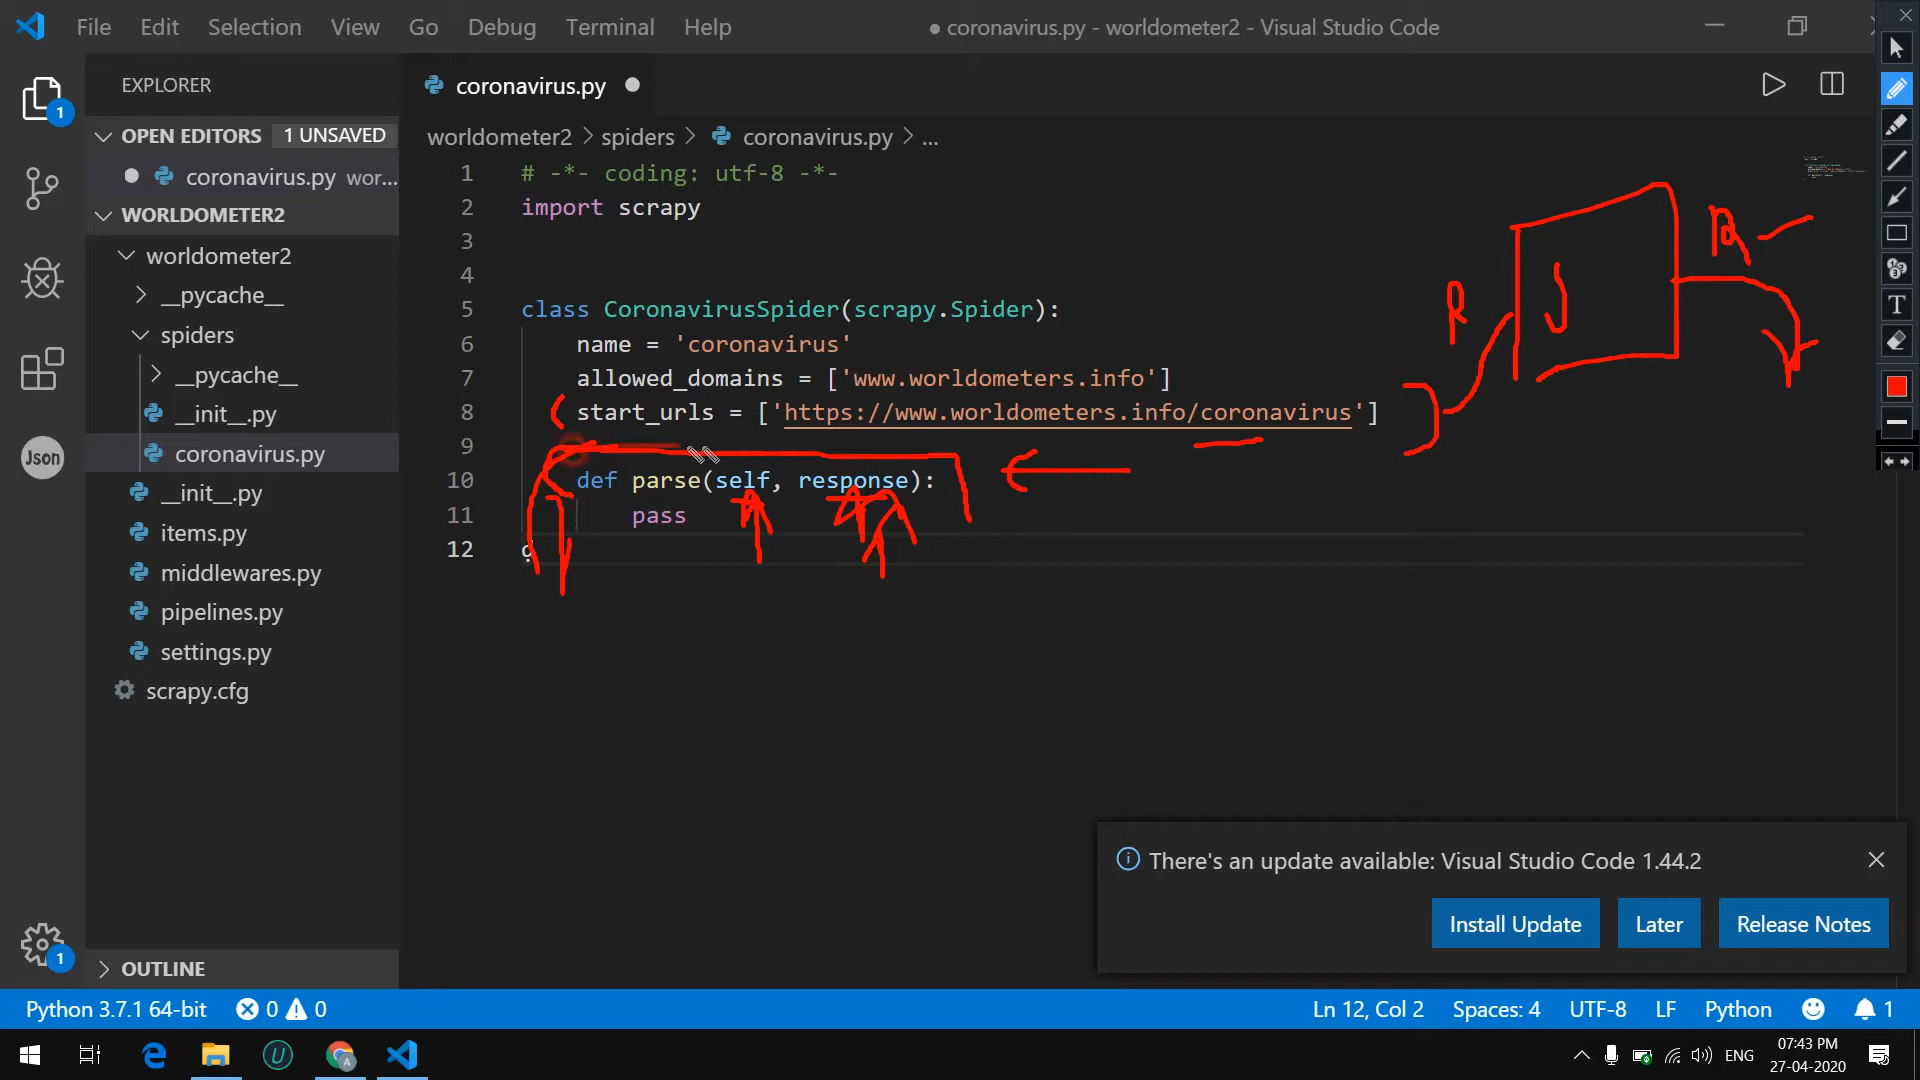 File Edit Selection View Go Debug Terminal Help
● coronavirus.py - worldometer2 - Visual Studio Code
EXPLORER
1
OPEN EDITORS 1 UNSAVED
coronavirus.py wor...
WORLDOMETER2
worldometer2
__pycache__
spiders
__pycache__
__init__.py
coronavirus.py
__init__.py
items.py
middlewares.py
pipelines.py
settings.py
scrapy.cfg
Json
1
OUTLINE
coronavirus.py
worldometer2 > spiders > coronavirus.py > ...
1 # -*- coding: utf-8 -*-
2 import scrapy
3
4
5 class CoronavirusSpider(scrapy.Spider):
6 name = 'coronavirus'
7 allowed_domains = ['www.worldometers.info']
8 start_urls = ['https://www.worldometers.info/coronavirus']
9
10 def parse(self, response):
11 pass
12
R
T
There's an update available: Visual Studio Code 1.44.2
Install Update Later Release Notes
Python 3.7.1 64-bit 0 0 Ln 12, Col 2 Spaces: 4 UTF-8 LF Python 1
ENG 07:43 PM
27-04-2020